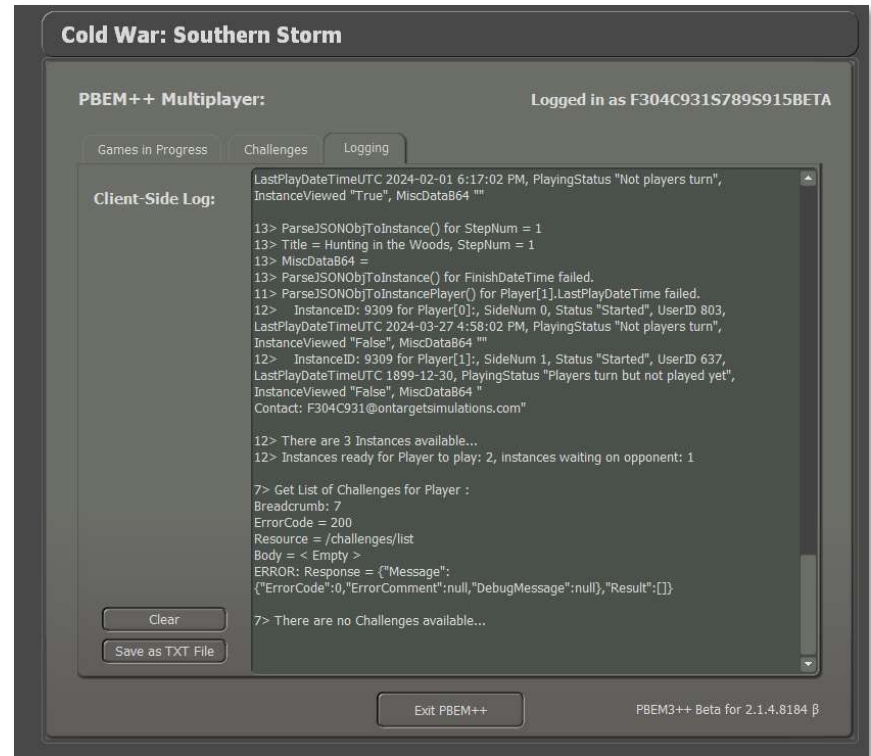 Cold War: Southern Storm
PBEM++ Multiplayer:
Logged in as F304C931S789S915BETA
Games in Progress
Challenges
Logging
Client-Side Log:
LastPlayDateTimeUTC 2024-02-01 6:17:02 PM, PlayingStatus "Not players turn",
InstanceViewed "True", MiscDataB64 ""
13> ParseJSONObjToInstance() for StepNum = 1
13> Title = Hunting in the Woods, StepNum = 1
13> MiscDataB64 =
13> ParseJSONObjToInstance() for FinishDateTime failed.
11> ParseJSONObjToInstancePlayer() for Player[1].LastPlayDateTime failed.
12> InstanceID: 9309 for Player[0]:, SideNum 0, Status "Started", UserID 803,
LastPlayDateTimeUTC 2024-03-27 4:58:02 PM, PlayingStatus "Not players turn",
InstanceViewed "False", MiscDataB64 ""
12> InstanceID: 9309 for Player[1]:, SideNum 1, Status "Started", UserID 637,
LastPlayDateTimeUTC 1899-12-30, PlayingStatus "Players turn but not played yet",
InstanceViewed "False", MiscDataB64 "
Contact: F304C931@ontargetsimulations.com"
12> There are 3 Instances available...
12> Instances ready for Player to play: 2, instances waiting on opponent: 1
7> Get List of Challenges for Player :
Breadcrumb: 7
ErrorCode = 200
Resource = /challenges/list
Body = < Empty >
ERROR: Response = {"Message":
{"ErrorCode":0,"ErrorComment":null,"DebugMessage":null},"Result":[]}
7> There are no Challenges available...
Clear
Save as TXT File
Exit PBEM++
PBEM3++ Beta for 2.1.4.8184 β